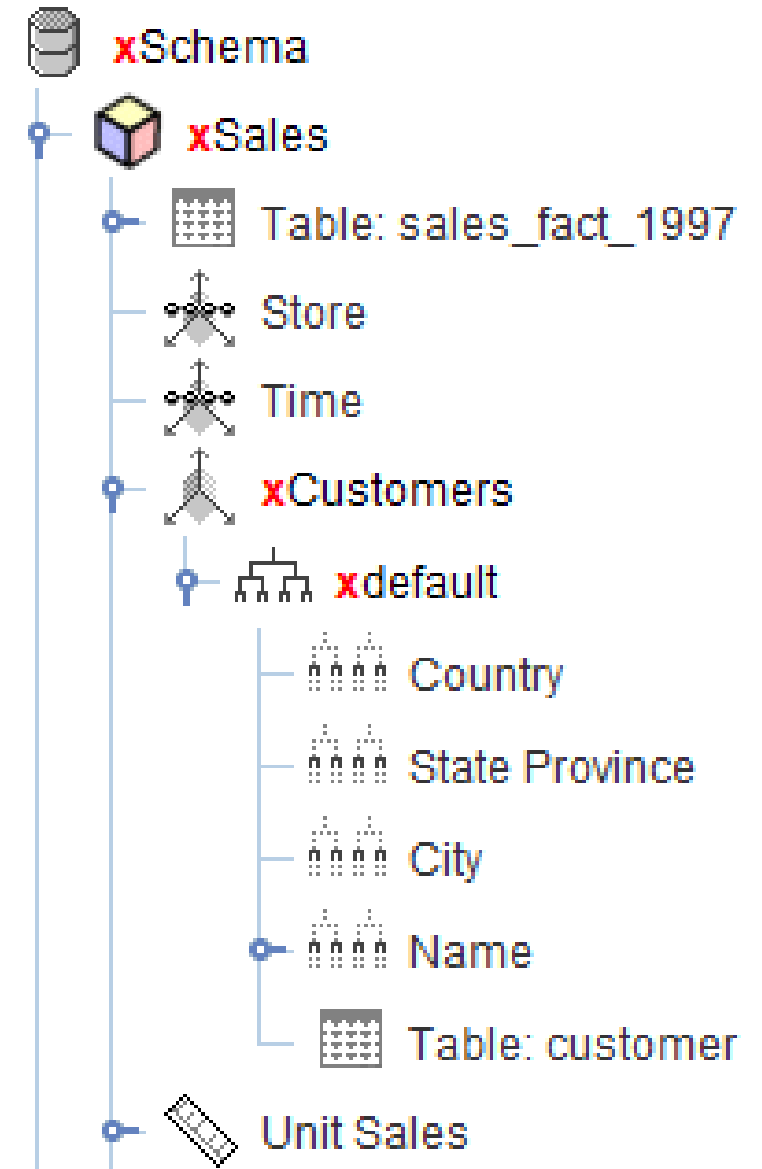 xSchema
xSales
Table: sales_fact_1997
Store
Time
xCustomers
xdefault
Country
State Province
City
Name
Table: customer
Unit Sales